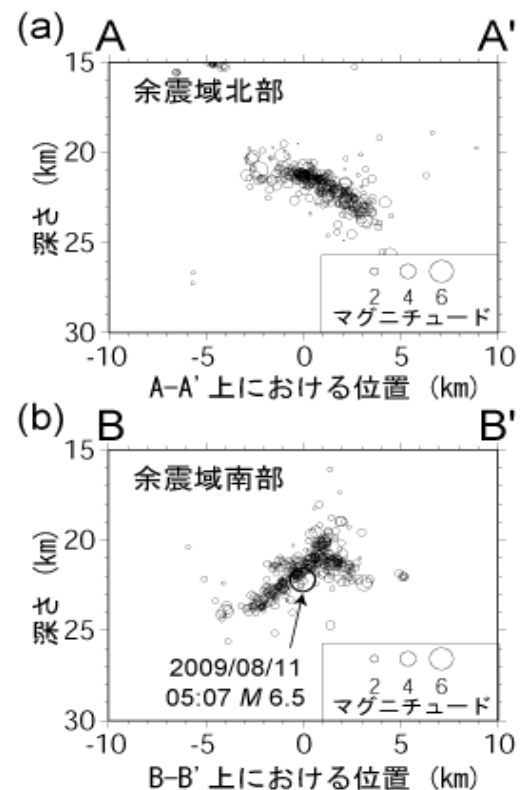 (a) A A'
15
余震域北部
20
深さ (km)
25
2 4 6
マグニチュード
30
-10 -5 0 5 10
A-A' 上における位置 (km)
(b) B B'
15
余震域南部
20
深さ (km)
25
2009/08/11
05:07 M 6.5
2 4 6
マグニチュード
30
-10 -5 0 5 10
B-B' 上における位置 (km)